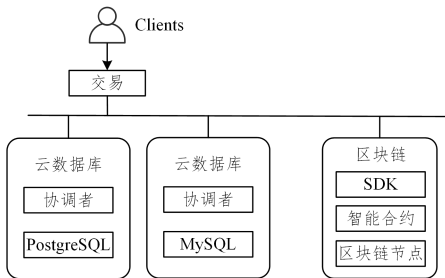 Clients
交易
云数据库
协调者
PostgreSQL
云数据库
协调者
MySQL
区块链
SDK
智能合约
区块链节点